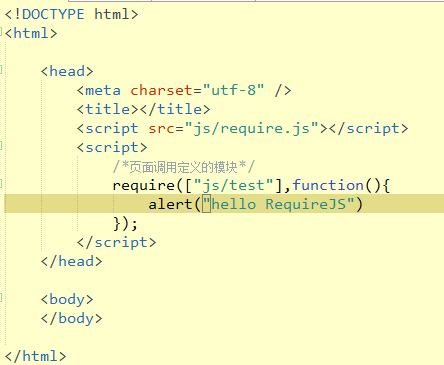 <!DOCTYPE html>
<html>
<head>
<meta charset="utf-8" />
<title></title>
<script src="js/require.js"></script>
<script>
/*页面调用定义的模块*/
require(["js/test"],function(){
alert("hello RequireJS")
});
</script>
</head>
<body>
</body>
</html>